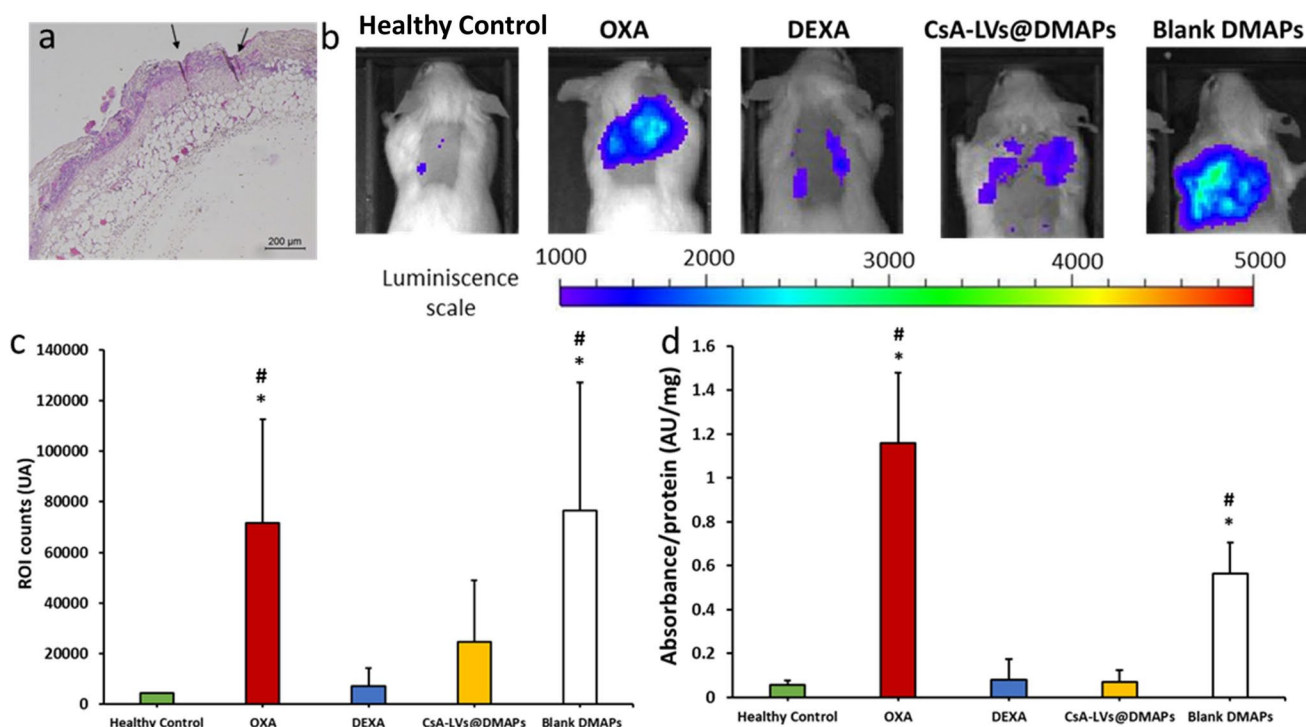 a
200 µm
b
Healthy Control
OXA
DEXA
CsA-LVs@DMAPs
Blank DMAPs
Luminiscence
scale
1000
2000
3000
4000
5000
c
ROI counts (UA)
140000
120000
100000
80000
60000
40000
20000
0
#
*
#
*
Healthy Control
OXA
DEXA
CsA-LVs@DMAPs
Blank DMAPs
d
Absorbance/protein (AU/mg)
1.6
1.4
1.2
1
0.8
0.6
0.4
0.2
0
#
*
#
*
Healthy Control
OXA
DEXA
CsA-LVs@DMAPs
Blank DMAPs